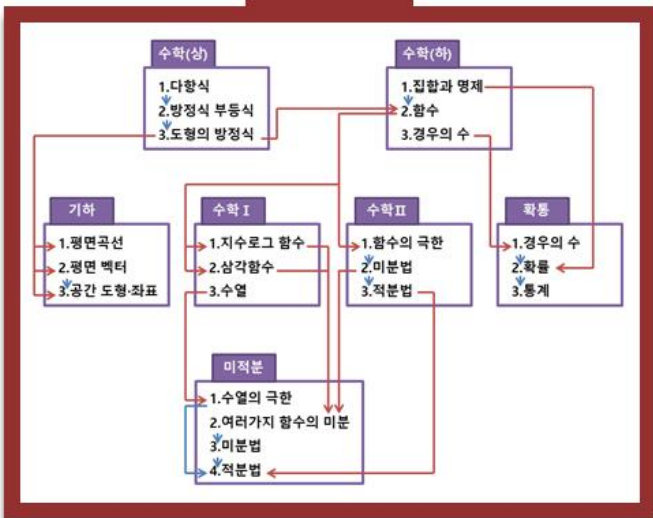 수학(상)
1.다항식
2.방정식 부등식
3.도형의 방정식
수학(하)
1.집합과 명제
2.함수
3.경우의 수
기하
1.평면곡선
2.평면 벡터
3.공간 도형·좌표
수학 I
1.지수로그 함수
2.삼각함수
3.수열
수학II
1.함수의 극한
2.미분법
3.적분법
확통
1.경우의 수
2.확률
3.통계
미적분
1.수열의 극한
2.여러가지 함수의 미분
3.미분법
4.적분법